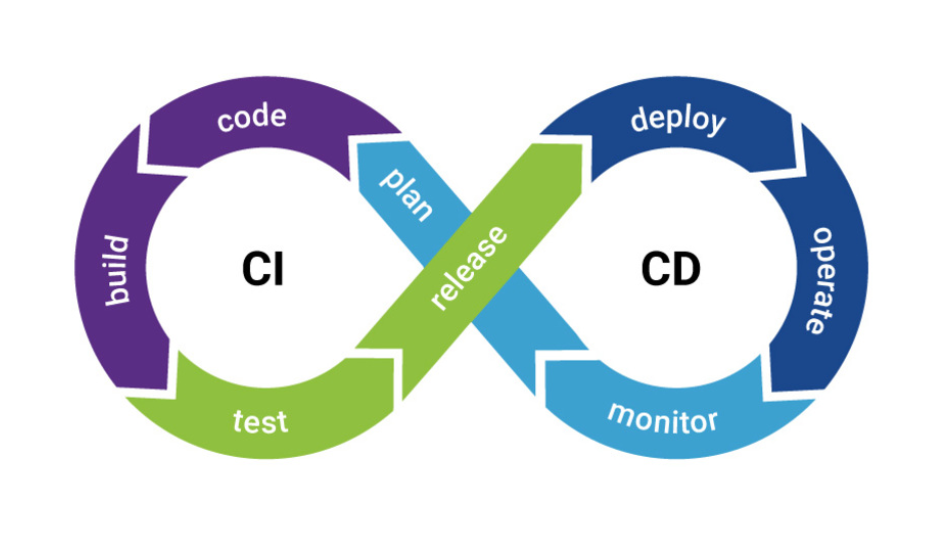 code
deploy
plan
release
build
CI
CD
operate
test
monitor